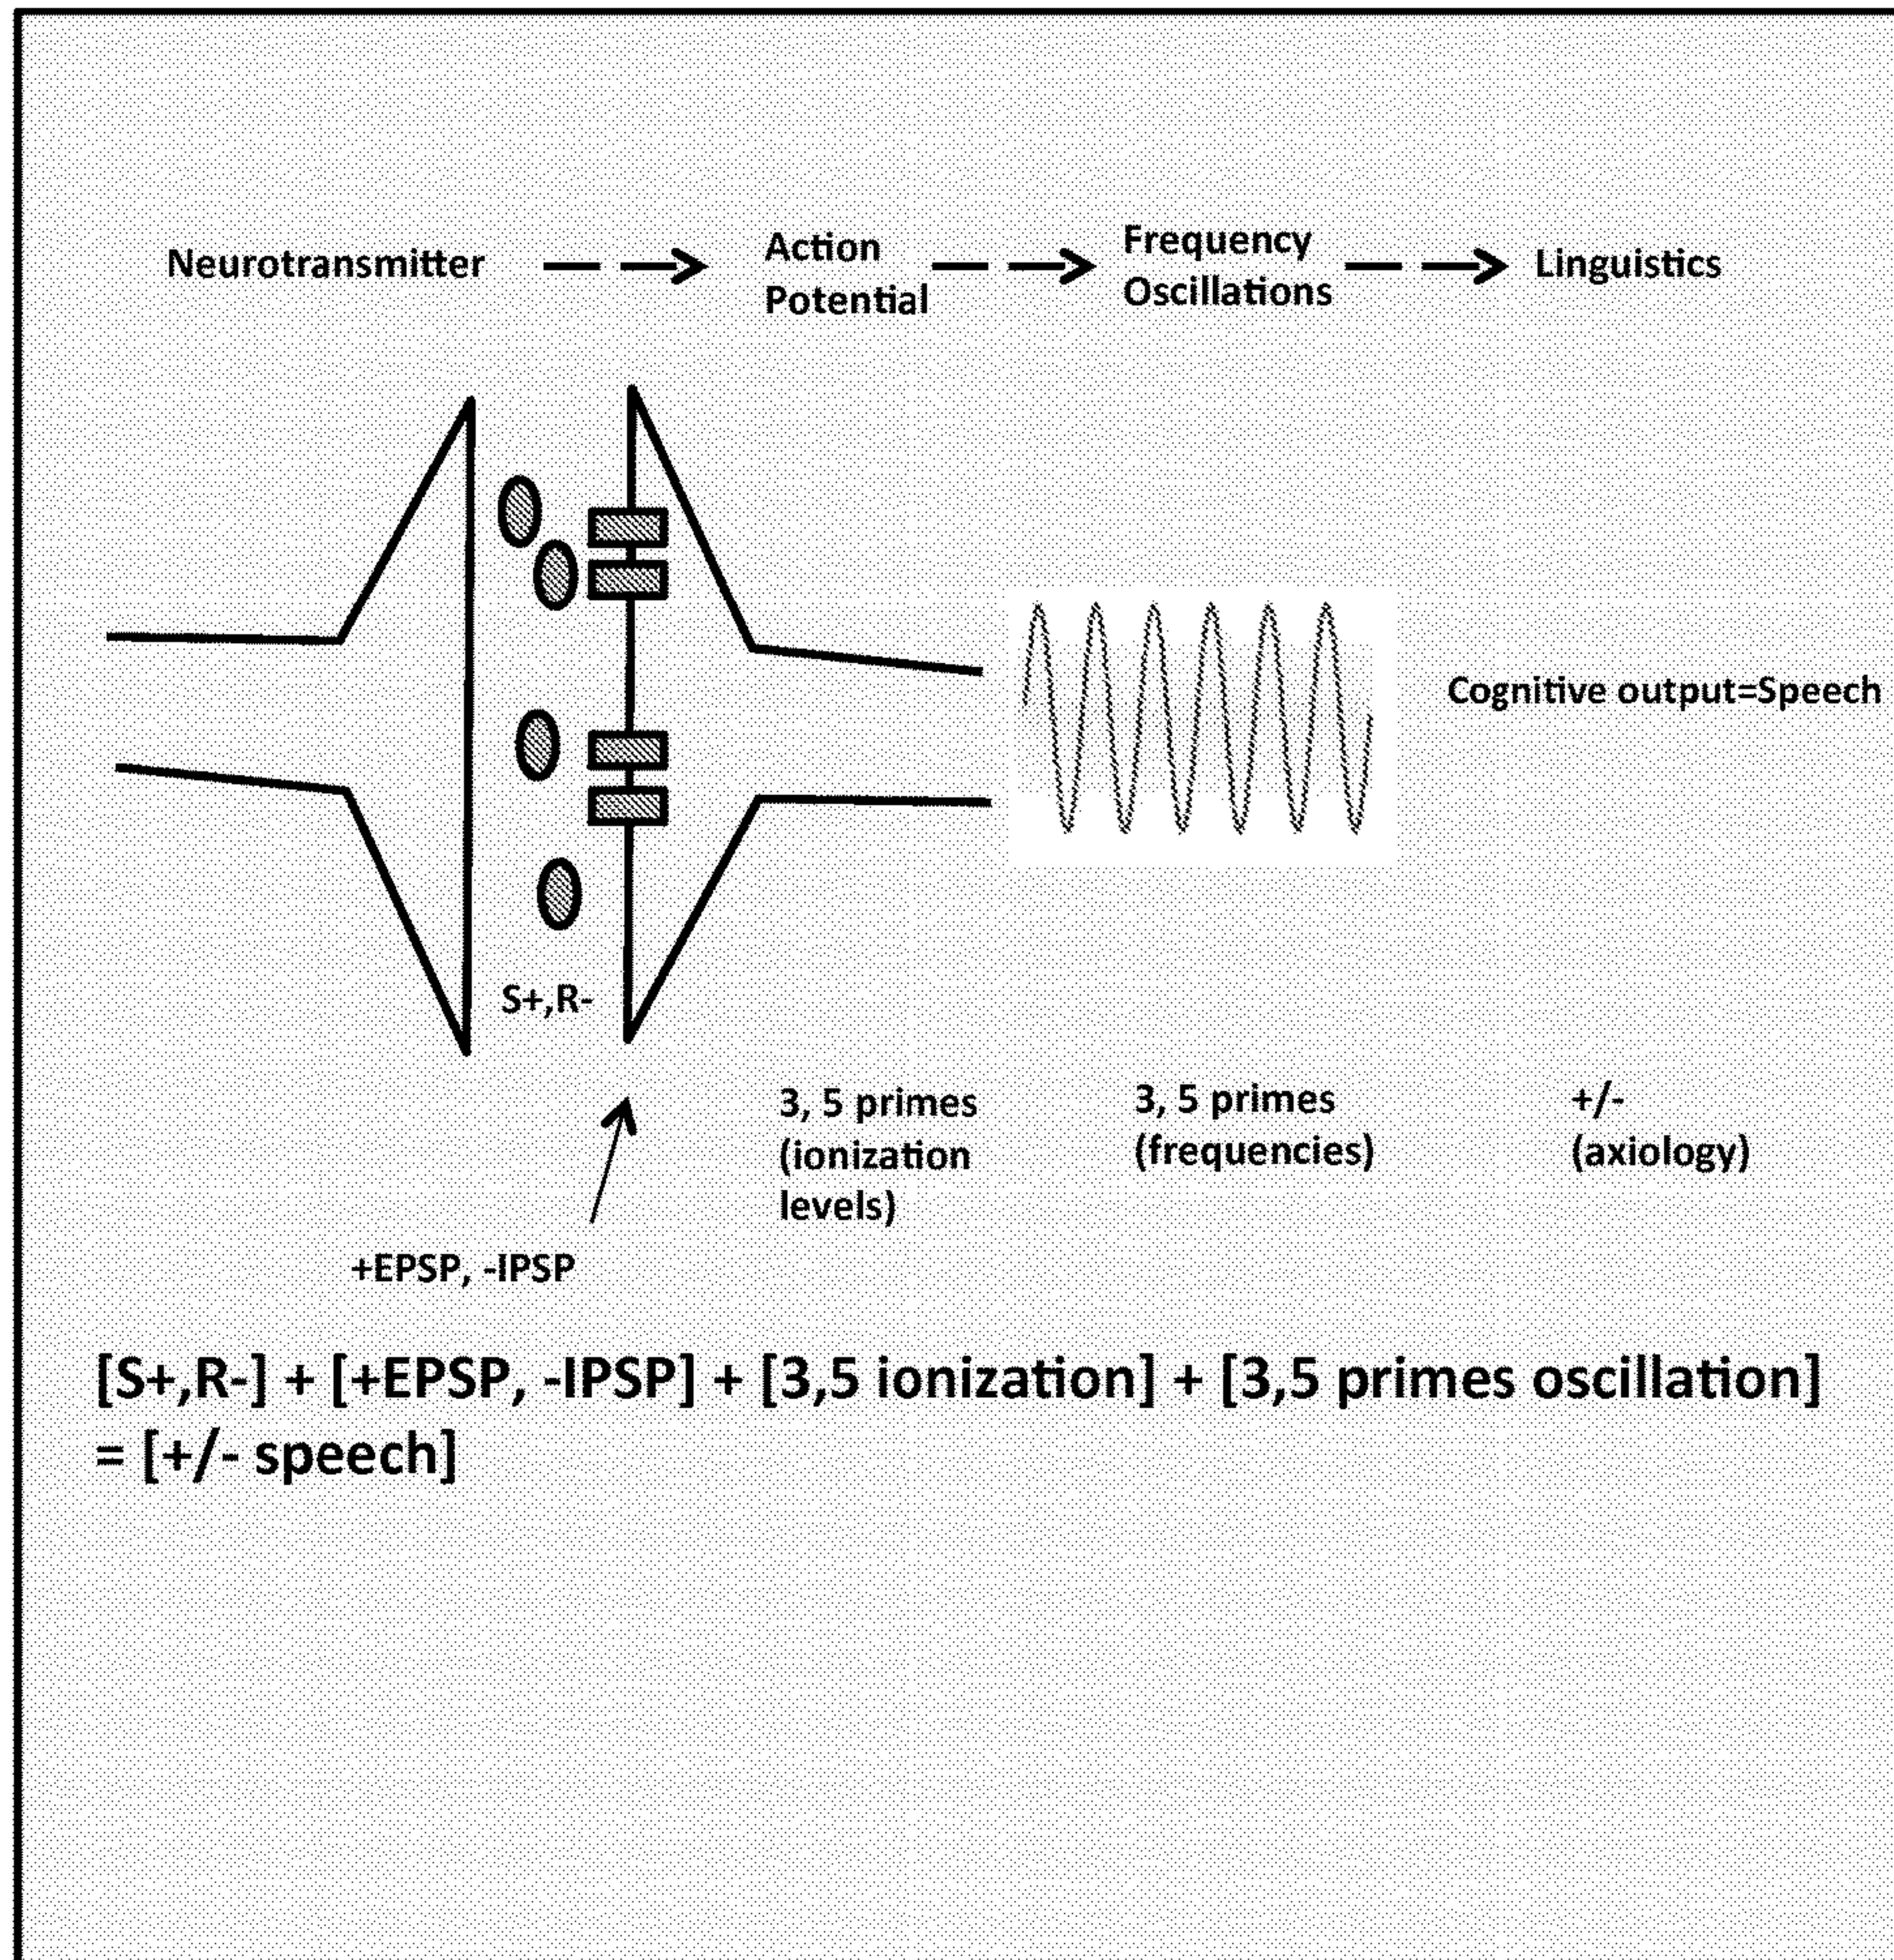 Neurotransmitter
Action
Potential
Frequency
Oscillations
Linguistics
Cognitive output=Speech
S+,R-
3, 5 primes
(ionization
levels)
3, 5 primes
(frequencies)
+/-
(axiology)
+EPSP, -IPSP
[S+,R-] + [+EPSP, -IPSP] + [3,5 ionization] + [3,5 primes oscillation]
= [+/- speech]